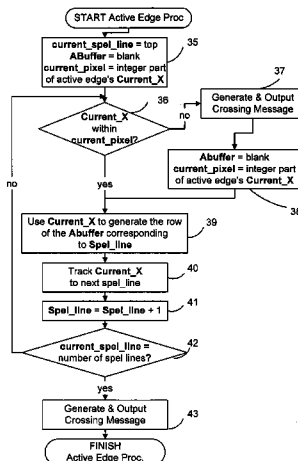 START Active Edge Proc
35
current_spel_line = top
ABuffer = blank
current_pixel = integer part
of active edge's Current_X
36
Current_X
within
current_pixel?
no
37
Generate & Output
Crossing Message
Abuffer = blank
current_pixel = integer part
of active edge's Current_X
38
no
yes
Use Current_X to generate the row
of the Abuffer corresponding
to Spel_line
39
Track Current_X
to next spel_line
40
41
Spel_line = Spel_line + 1
current_spel_line =
number of spel lines?
42
yes
Generate & Output
Crossing Message
43
FINISH
Active Edge Proc.